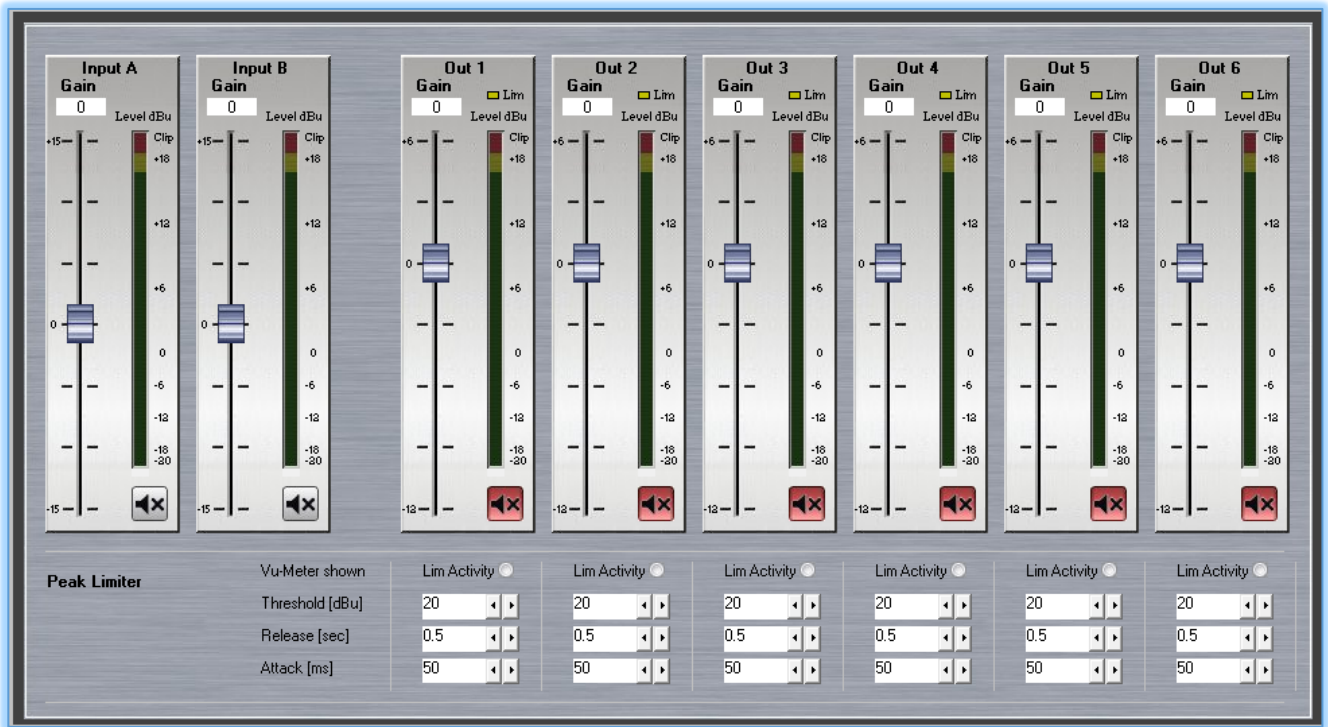 Input A Input B Out 1 Out 2 Out 3 Out 4 Out 5 Out 6
Gain Gain Gain Gain Gain Gain Gain Gain
Lim Lim Lim Lim Lim Lim
0 0 0 0 0 0 0 0
Level dBu Level dBu Level dBu Level dBu Level dBu Level dBu Level dBu Level dBu
+15 Clip +15 Clip +6 Clip +6 Clip +6 Clip +6 Clip +6 Clip +6 Clip
+18 +18 +18 +18 +18 +18 +18 +18
+12 +12 +12 +12 +12 +12 +12 +12
0 0 0 0 0 0
+6 +6 +6 +6 +6 +6 +6 +6
0 0
0 0 0 0 0 0 0 0
-6 -6 -6 -6 -6 -6 -6 -6
-12 -12 -12 -12 -12 -12 -12 -12
-18 -18 -18 -18 -18 -18 -18 -18
-20 -20 -20 -20 -20 -20 -20 -20
-15 -15 -12 -12 -12 -12 -12 -12
Peak Limiter
Vu-Meter shown Lim Activity Lim Activity Lim Activity Lim Activity Lim Activity Lim Activity
Threshold [dBu] 20 20 20 20 20 20
Release [sec] 0.5 0.5 0.5 0.5 0.5 0.5
Attack [ms] 50 50 50 50 50 50